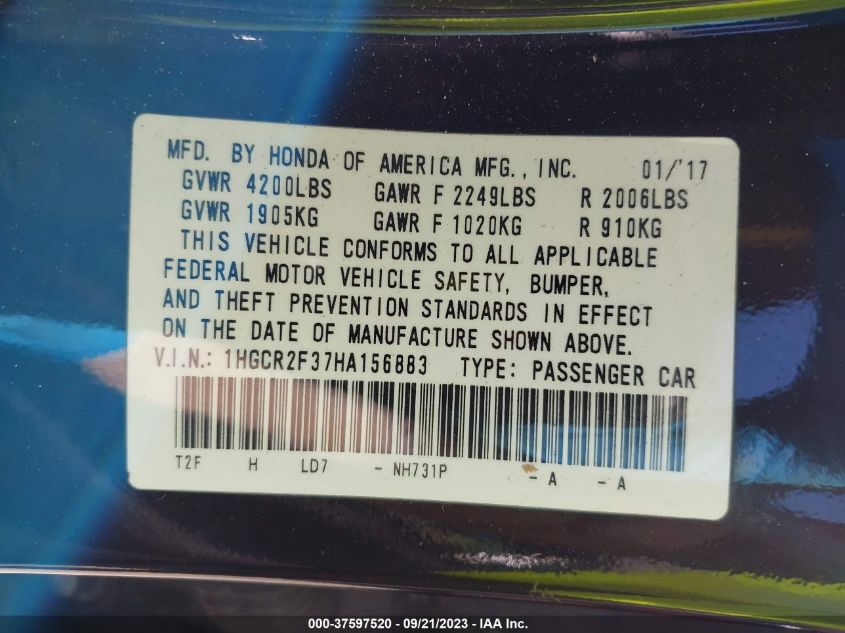 MFD. BY HONDA OF AMERICA MFG., INC. 01/'17
GVWR 4200LBS GAWR F 2249LBS R 2006LBS
GVWR 1905KG GAWR F 1020KG R 910KG
THIS VEHICLE CONFORMS TO ALL APPLICABLE
FEDERAL MOTOR VEHICLE SAFETY, BUMPER,
AND THEFT PREVENTION STANDARDS IN EFFECT
ON THE DATE OF MANUFACTURE SHOWN ABOVE.
V.I.N.: 1HGCR2F37HA156883 TYPE: PASSENGER CAR
T2F H LD7 - NH731P - A - A
000-37597520 - 09/21/2023 - IAA Inc.